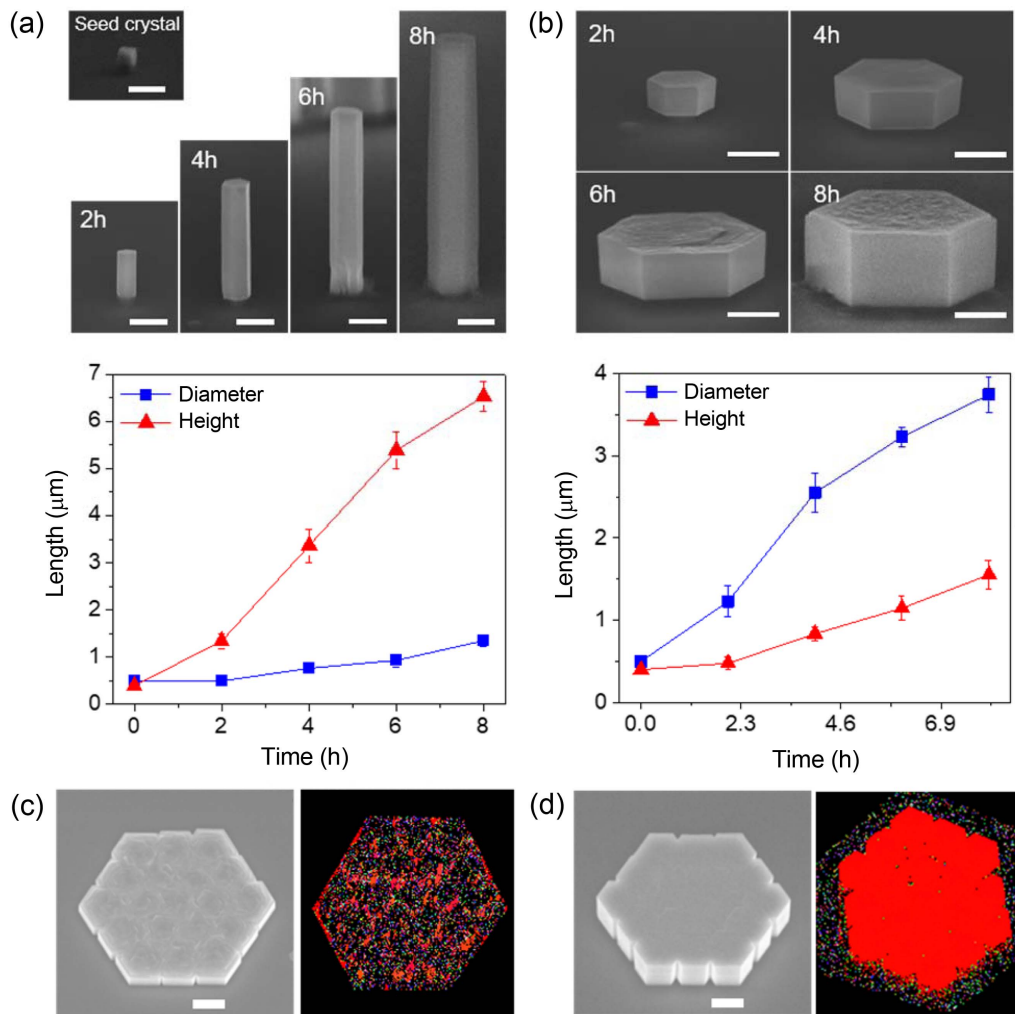 (a)
Seed crystal
2h
4h
6h
8h
(b)
2h
4h
6h
8h
Length (μm)
7
6
5
4
3
2
1
0
Diameter
Height
0 2 4 6 8
Time (h)
Length (μm)
4
3
2
1
0
Diameter
Height
0.0 2.3 4.6 6.9
Time (h)
(c)
(d)